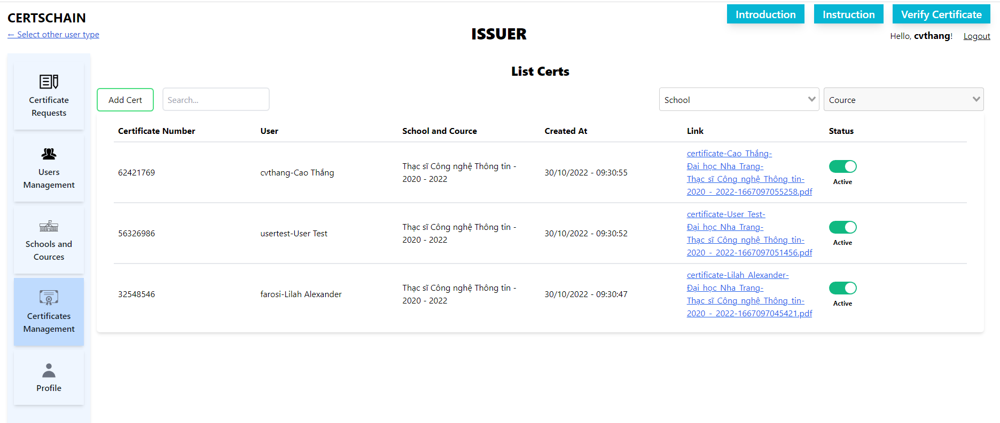 CERTSCHAIN
← Select other user type
ISSUER
Introduction
Instruction
Verify Certificate
Hello, cvthang!
Logout
Certificate
Requests
Users
Management
Schools and
Cources
Certificates
Management
Profile
List Certs
Add Cert
Search...
School
Cource
Certificate Number
User
School and Cource
Created At
Link
Status
62421769
cvthang-Cao Thắng
Thạc sĩ Công nghệ Thông tin -
2020 - 2022
30/10/2022 - 09:30:55
certificate-Cao_Thắng-
Đại_học_Nha_Trang-
Thạc_sĩ_Công_nghệ_Thông_tin-
2020_-_2022-1667097055258.pdf
Active
56326986
usertest-User Test
Thạc sĩ Công nghệ Thông tin -
2020 - 2022
30/10/2022 - 09:30:52
certificate-User_Test-
Đại_học_Nha_Trang-
Thạc_sĩ_Công_nghệ_Thông_tin-
2020_-_2022-1667097051456.pdf
Active
32548546
farosi-Lilah Alexander
Thạc sĩ Công nghệ Thông tin -
2020 - 2022
30/10/2022 - 09:30:47
certificate-Lilah_Alexander-
Đại_học_Nha_Trang-
Thạc_sĩ_Công_nghệ_Thông_tin-
2020_-_2022-1667097045421.pdf
Active